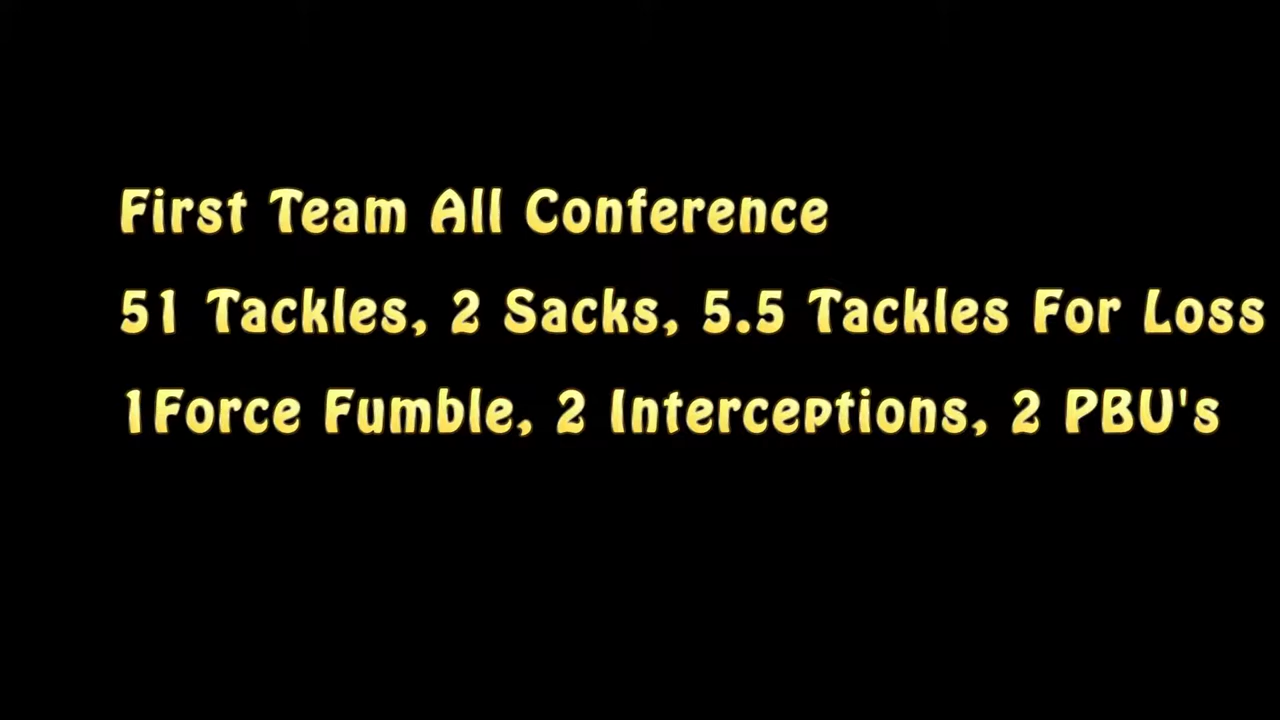 First Team All Conference
51 Tackles, 2 Sacks, 5.5 Tackles For Loss
1Force Fumble, 2 Interceptions, 2 PBU's